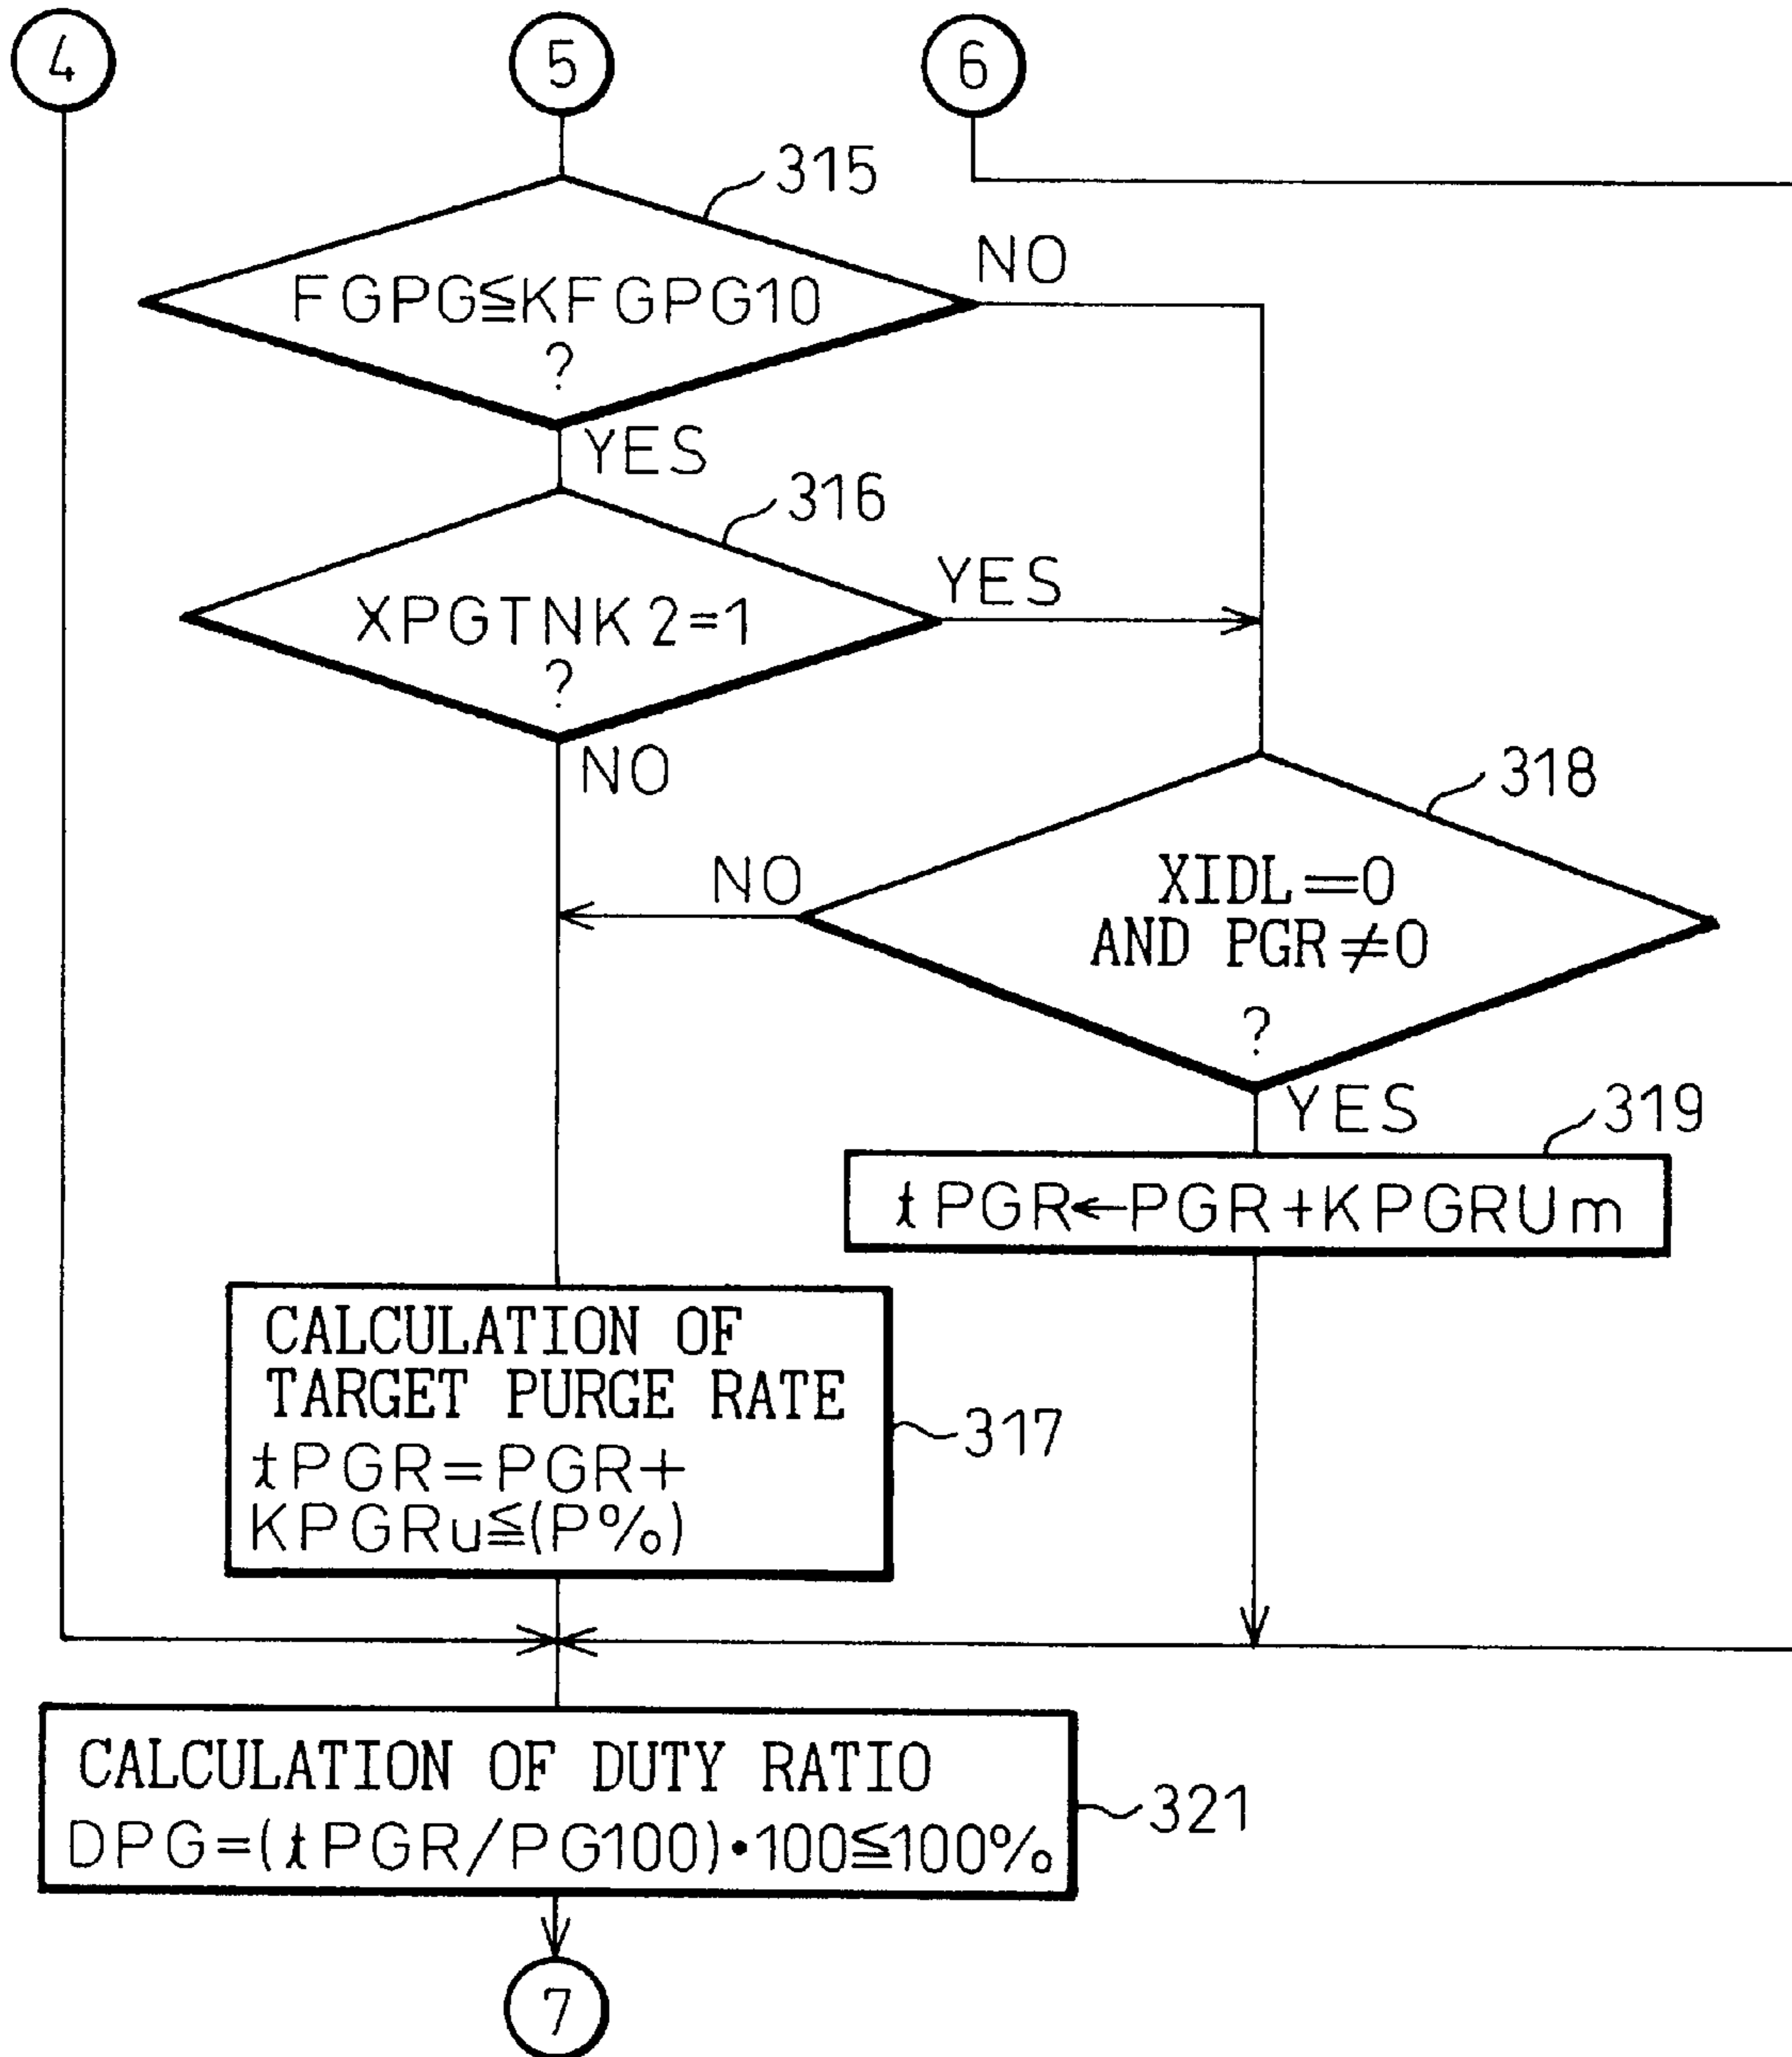 4
5
6
315
NO
FGPG≦KFGPG10
?
YES
316
YES
XPGTNK2=1
?
NO
318
NO
XIDL=0
AND PGR≠0
?
YES
319
tPGR←PGR+KPGRUm
CALCULATION OF
TARGET PURGE RATE
tPGR=PGR+
KPGRu≦(P%)
317
CALCULATION OF DUTY RATIO
DPG=(tPGR/PG100)•100≦100%
321
7